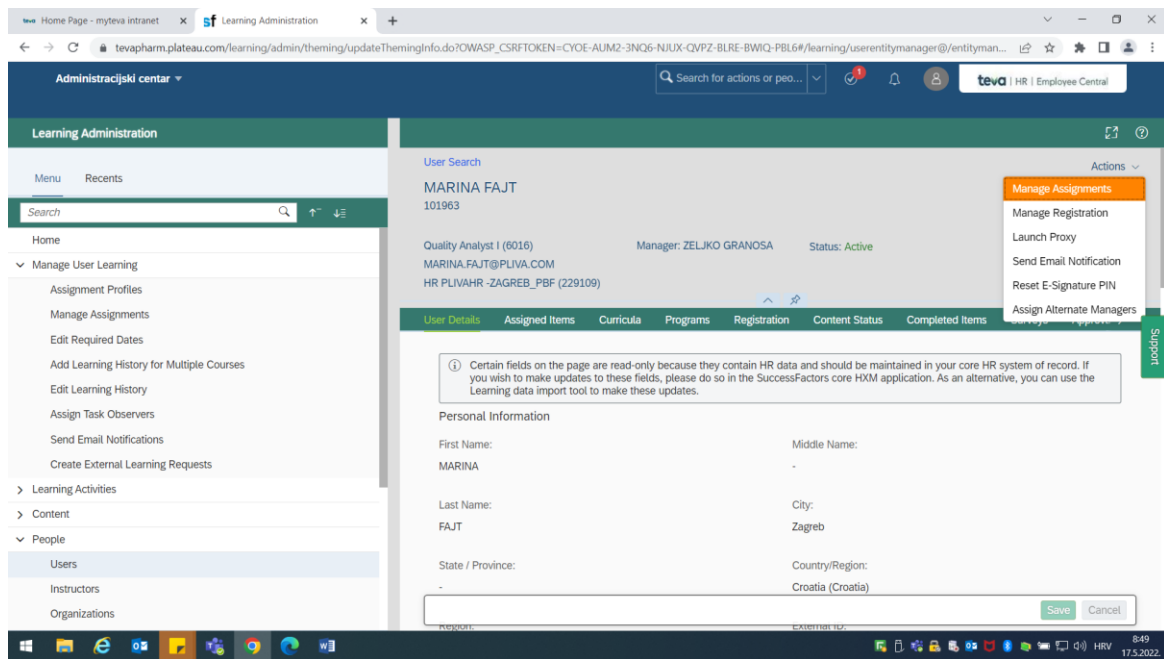 Home Page - myteva intranet
Learning Administration
tevapharm.plateau.com/learning/admin/theming/updateThemingInfo.do?OWASP_CSRFTOKEN=CYOE-AUM2-3NQ6-NJUX-QVPZ-BLRE-BWIQ-PBL6#/learning/userentitymanager@/entityman...
Administracijski centar
Search for actions or peo...
1
teva | HR | Employee Central
Learning Administration
Menu Recents
Search
Home
Manage User Learning
Assignment Profiles
Manage Assignments
Edit Required Dates
Add Learning History for Multiple Courses
Edit Learning History
Assign Task Observers
Send Email Notifications
Create External Learning Requests
Learning Activities
Content
People
Users
Instructors
Organizations
User Search
Actions
MARINA FAJT
101963
Quality Analyst I (6016) Manager: ZELJKO GRANOSA Status: Active
MARINA.FAJT@PLIVA.COM
HR PLIVAHR -ZAGREB_PBF (229109)
Manage Assignments
Manage Registration
Launch Proxy
Send Email Notification
Reset E-Signature PIN
Assign Alternate Managers
User Details Assigned Items Curricula Programs Registration Content Status Completed Items
Support
Certain fields on the page are read-only because they contain HR data and should be maintained in your core HR system of record. If
you wish to make updates to these fields, please do so in the SuccessFactors core HXM application. As an alternative, you can use the
Learning data import tool to make these updates.
Personal Information
First Name: Middle Name:
MARINA -
Last Name: City:
FAJT Zagreb
State / Province: Country/Region:
- Croatia (Croatia)
Save Cancel
Region: External ID:
HRV
8:49
17.5.2022.